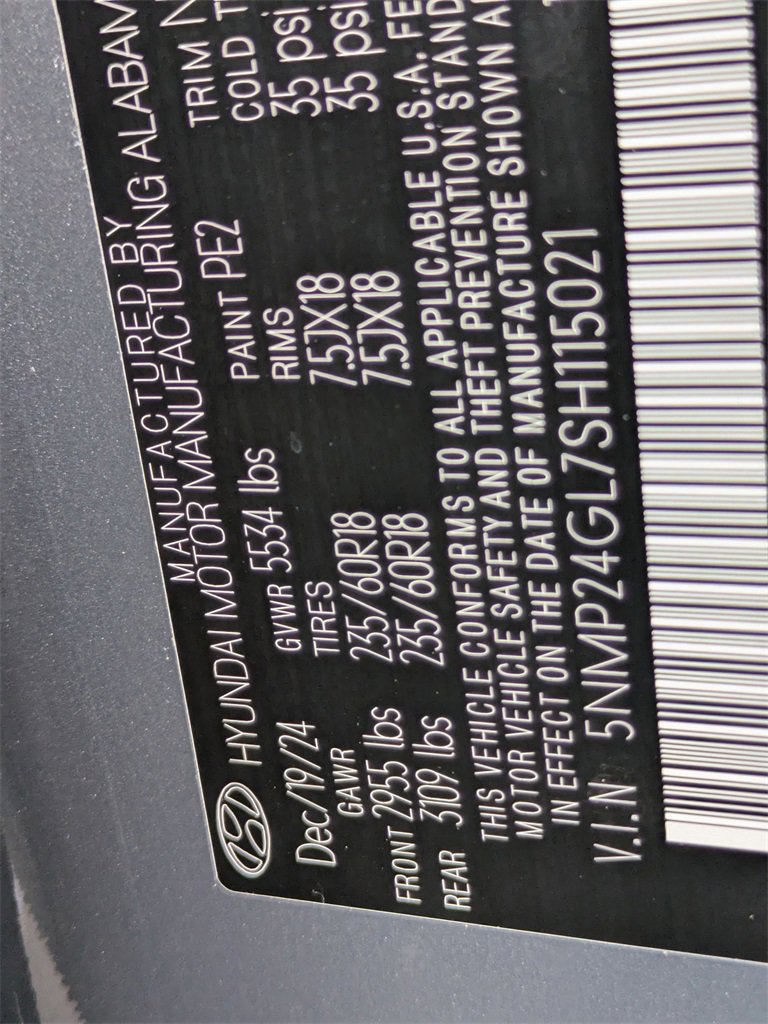 MANUFACTURED BY
HYUNDAI MOTOR MANUFACTURING ALABAM
Dec/19/24 GVWR 5534 lbs PAINT PE2 TRIM N
GAWR TIRES RIMS COLD T
FRONT 2955 lbs 235/60R18 7.5JX18 35 psi
REAR 3109 lbs 235/60R18 7.5JX18 35 psi
THIS VEHICLE CONFORMS TO ALL APPLICABLE U.S.A. FE
MOTOR VEHICLE SAFETY AND THEFT PREVENTION STAND
IN EFFECT ON THE DATE OF MANUFACTURE SHOWN A
V.I.N 5NMP24GL7SH115021